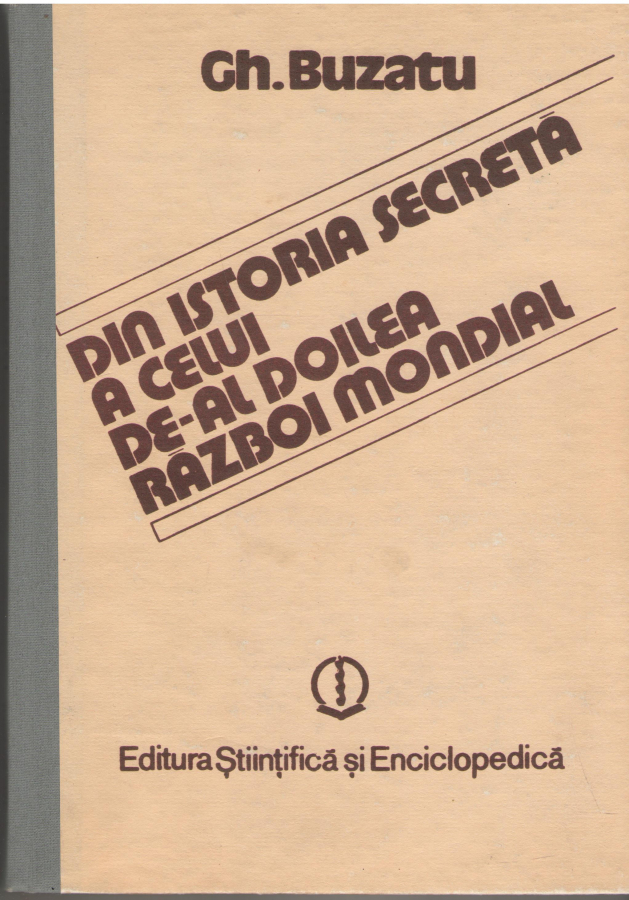 Gh. Buzatu
DIN ISTORIA SECRETĂ
A CELUI
DE-AL DOILEA
RĂZBOI MONDIAL
Editura Științifică și Enciclopedică